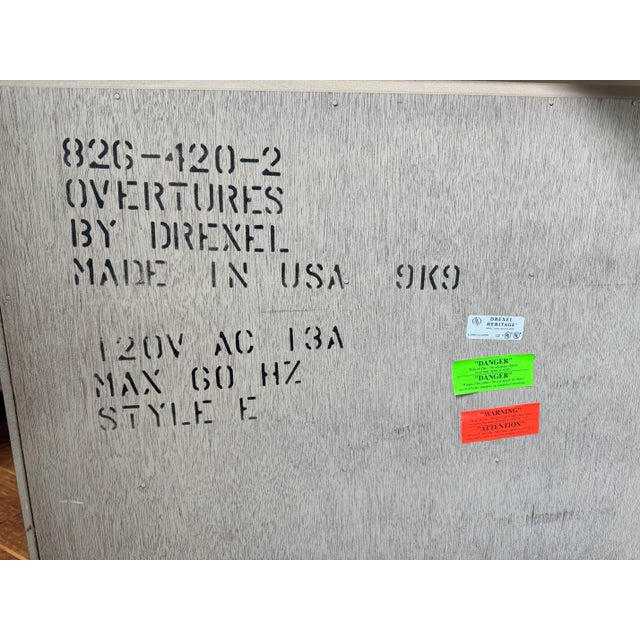 826-420-2
OVERTURES
BY DREXEL
MADE IN USA 9K9
120V AC 13A
MAX 60 HZ
STYLE E
DREXEL
HERITAGE
"DANGER"
"DANGER"
"WARNING"
"ATTENTION"